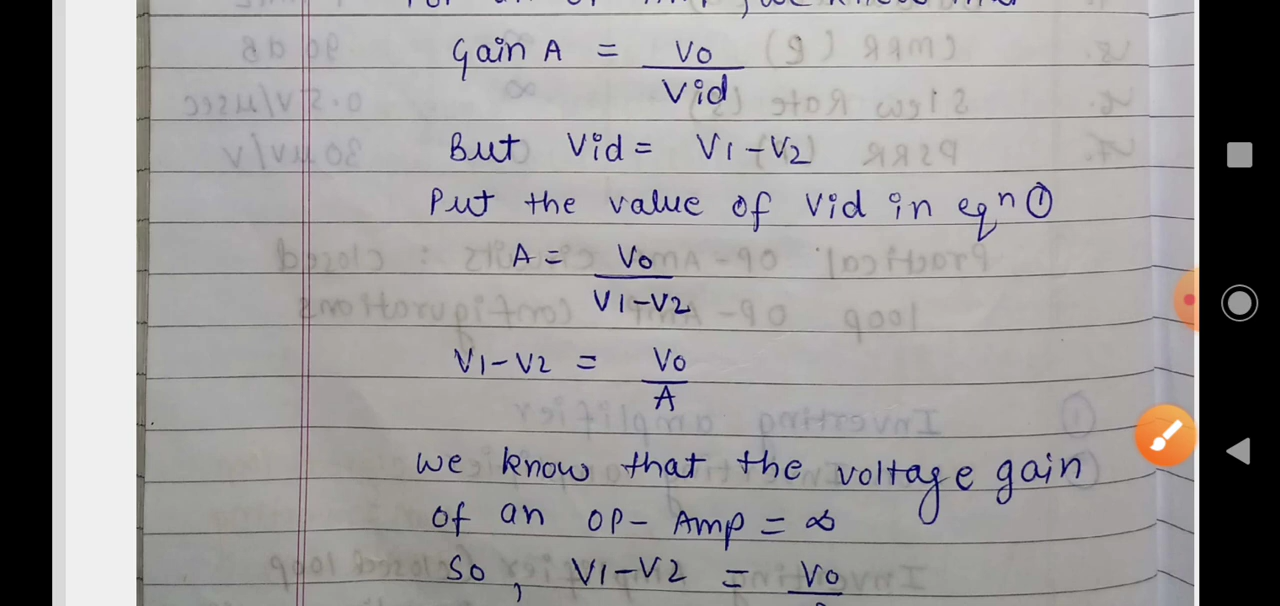 Gain A = Vo / Vid
But Vid = V1-V2
Put the value of Vid in eqn ①
A = Vo / V1-V2
V1-V2 = Vo / A
we know that the voltage gain
of an OP-Amp = ∞
So, V1-V2 = Vo